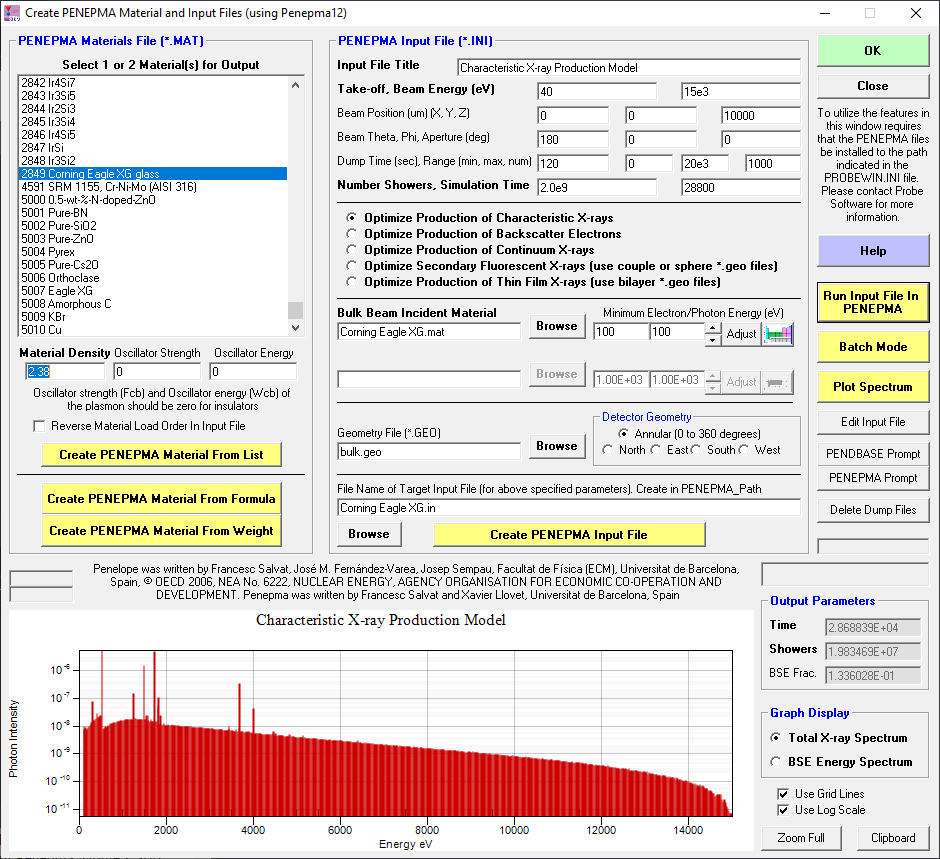 Create PENEPMA Material and Input Files (using Penepma12)
PENEPMA Materials File (*.MAT)
Select 1 or 2 Material(s) for Output
2842 Ir4Si7
2843 Ir3Si5
2844 Ir2Si3
2845 Ir3Si4
2846 Ir4Si5
2847 IrSi
2848 Ir3Si2
2849 Corning Eagle XG glass
4591 SRM 1155, Cr-Ni-Mo (AISI 316)
5000 0.5-wt-%-N-doped-ZnO
5001 Pure-BN
5002 Pure-SiO2
5003 Pure-ZnO
5004 Pyrex
5005 Pure-Cs2O
5006 Orthoclase
5007 Eagle XG
5008 Amorphous C
5009 KBr
5010 Cu
Material Density Oscillator Strength Oscillator Energy
2.38 0 0
Oscillator strength (Fcb) and Oscillator energy (Wcb) of
the plasmon should be zero for insulators
Reverse Material Load Order In Input File
Create PENEPMA Material From List
Create PENEPMA Material From Formula
Create PENEPMA Material From Weight
PENEPMA Input File (*.INI)
Input File Title Characteristic X-ray Production Model
Take-off, Beam Energy (eV) 40 15e3
Beam Position (um) (X, Y, Z) 0 0 10000
Beam Theta, Phi, Aperture (deg) 180 0 0
Dump Time (sec), Range (min, max, num) 120 0 20e3 1000
Number Showers, Simulation Time 2.0e9 28800
Optimize Production of Characteristic X-rays
Optimize Production of Backscatter Electrons
Optimize Production of Continuum X-rays
Optimize Secondary Fluorescent X-rays (use couple or sphere *.geo files)
Optimize Production of Thin Film X-rays (use bilayer *.geo files)
Bulk Beam Incident Material Minimum Electron/Photon Energy (eV)
Corning Eagle XG.mat Browse 100 100 Adjust
Browse 1.00E+03 1.00E+03 Adjust
Geometry File (*.GEO)
bulk.geo Browse
Detector Geometry
Annular (0 to 360 degrees)
North East South West
File Name of Target Input File (for above specified parameters). Create in PENEPMA_Path
Corning Eagle XG.in
Browse Create PENEPMA Input File
OK
Close
To utilize the features in
this window requires
that the PENEPMA files
be installed to the path
indicated in the
PROBEWIN.INI file.
Please contact Probe
Software for more
information.
Help
Run Input File In
PENEPMA
Batch Mode
Plot Spectrum
Edit Input File
PENDBASE Prompt
PENEPMA Prompt
Delete Dump Files
Penelope was written by Francesc Salvat, José M. Fernández-Varea, Josep Sempau, Facultat de Física (ECM), Universitat de Barcelona,
Spain, © OECD 2006, NEA No. 6222, NUCLEAR ENERGY, AGENCY ORGANISATION FOR ECONOMIC CO-OPERATION AND
DEVELOPMENT. Penepma was written by Francesc Salvat and Xavier Llovet, Universitat de Barcelona, Spain
Characteristic X-ray Production Model
Photon Intensity
10⁻⁶
10⁻⁷
10⁻⁸
10⁻⁹
10⁻¹⁰
10⁻¹¹
0 2000 4000 6000 8000 10000 12000 14000
Energy eV
Output Parameters
Time 2.868839E+04
Showers 1.983469E+07
BSE Frac. 1.336028E-01
Graph Display
Total X-ray Spectrum
BSE Energy Spectrum
Use Grid Lines
Use Log Scale
Zoom Full Clipboard